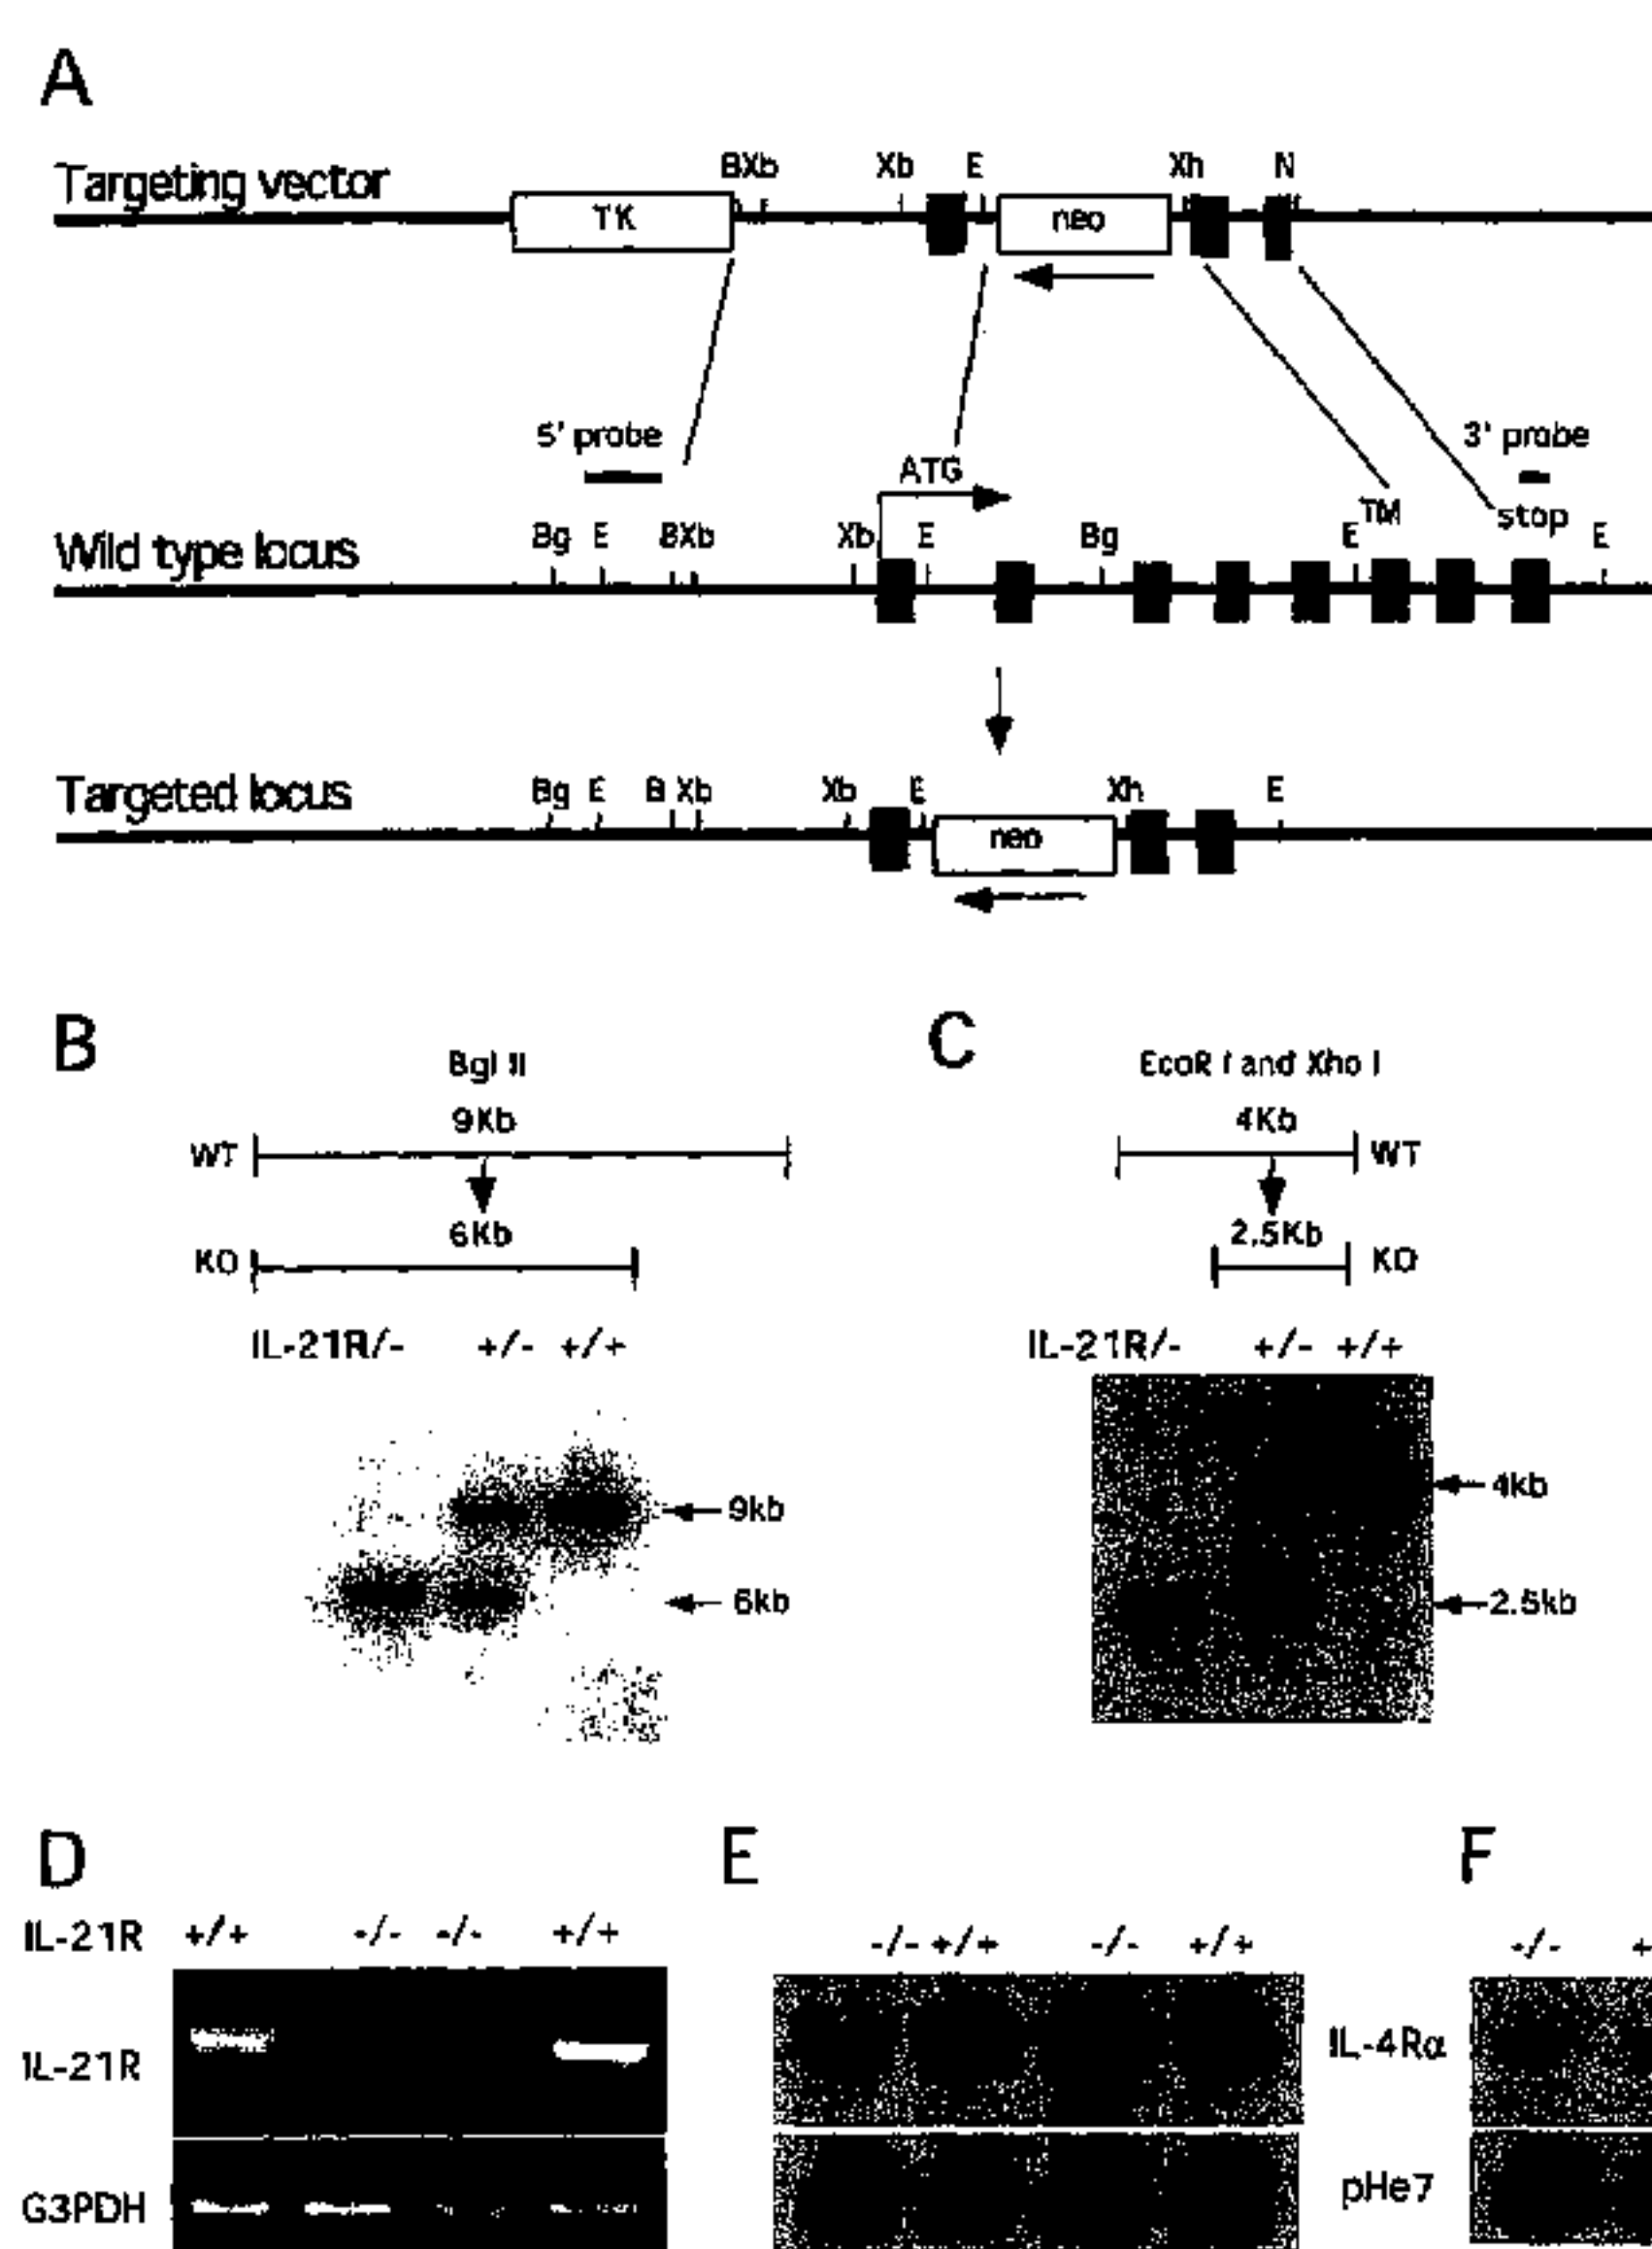 A
Targeting vector
BXb Xb E Xh N
TK neo
5' probe 3' probe
ATG
TM stop
Wild type locus
Bg E BXb Xb E Bg E E
Targeted locus
Bg E B Xb Xb E Xh E
neo
B
Bgl II
9Kb
WT
6Kb
KO
IL-21R/- +/- +/+
9kb
6kb
C
EcoR I and Xho I
4Kb
WT
2.5Kb
KO
IL-21R/- +/- +/+
4kb
2.5kb
D
IL-21R +/+ -/- -/- +/+
IL-21R
G3PDH
E
-/- +/+ -/- +/+
IL-4Rα
pHe7
F
-/- +